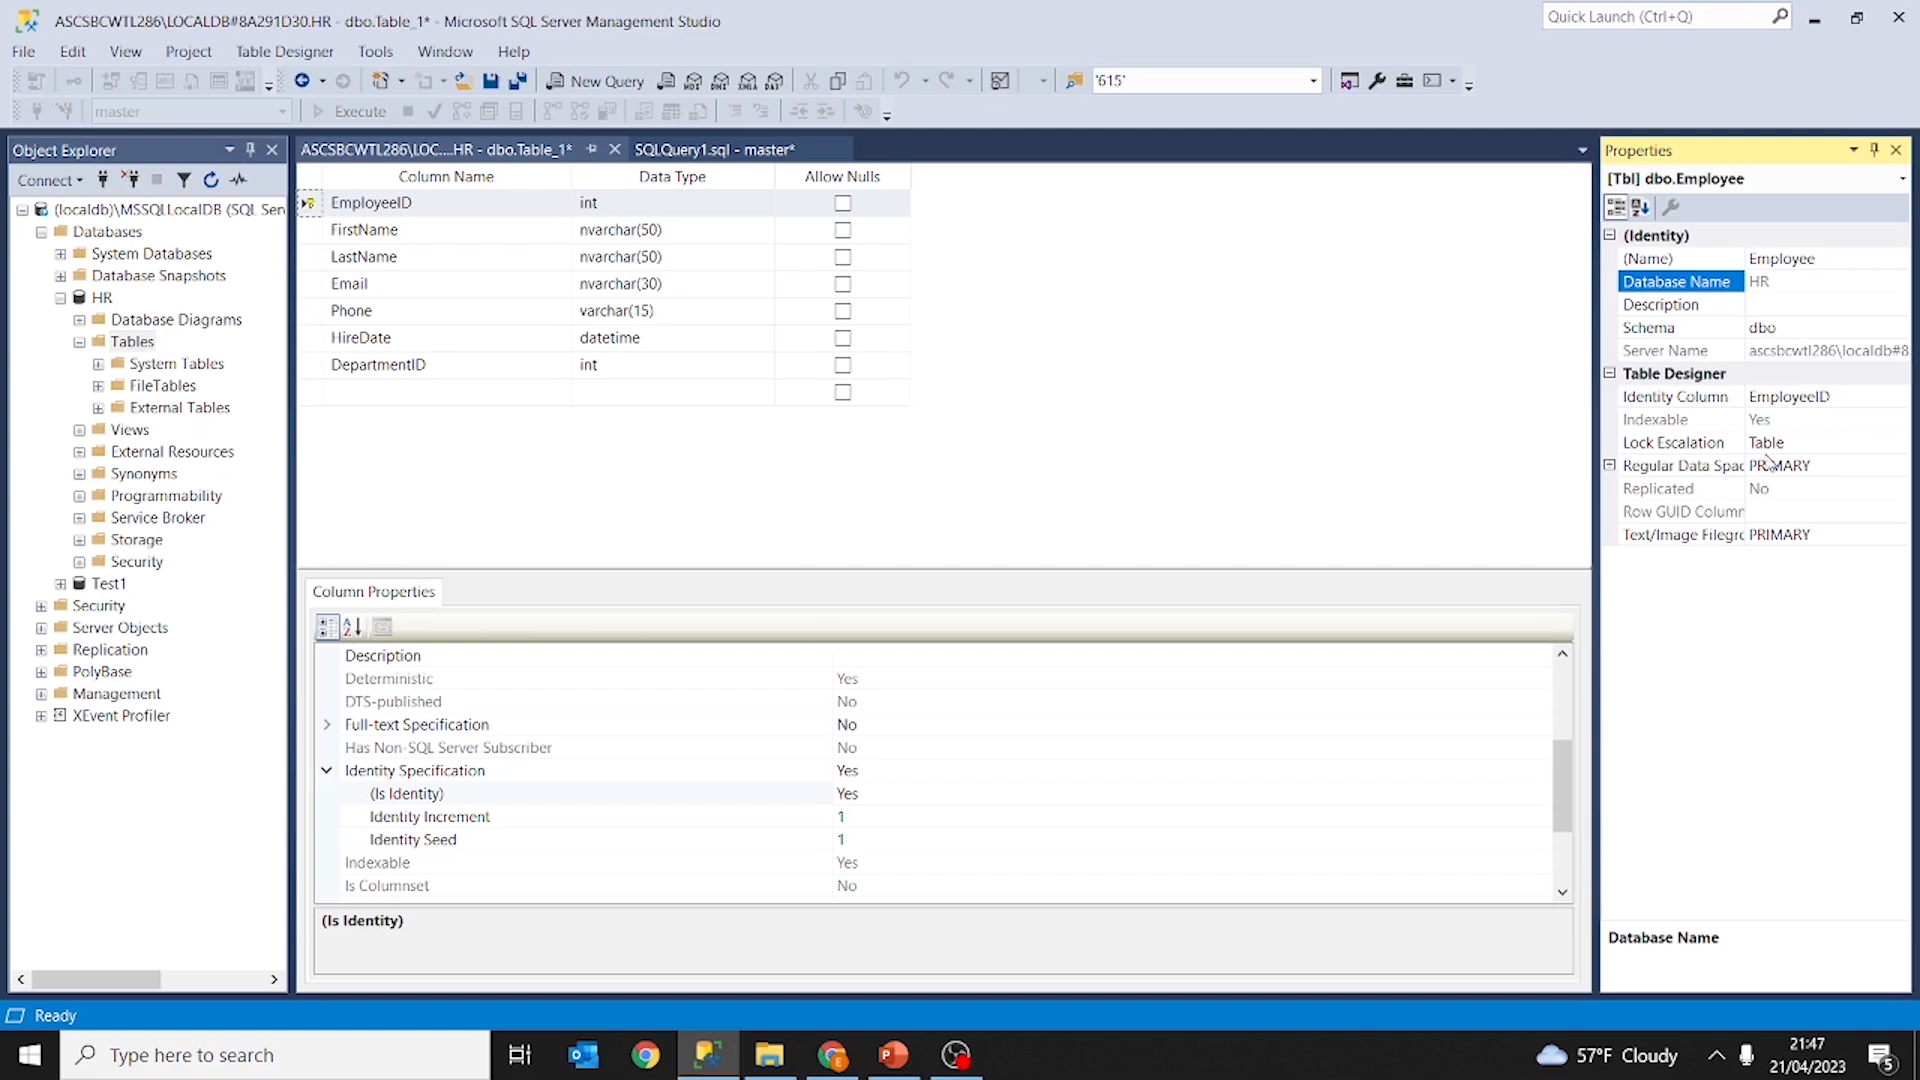 ASCSBCWTL286\LOCALDB#8A291D30.HR - dbo.Table_1* - Microsoft SQL Server Management Studio
Quick Launch (Ctrl+Q)
File Edit View Project Table Designer Tools Window Help
New Query
'615'
master
Execute
Object Explorer
ASCSBCWTL286\LOC....HR - dbo.Table_1*
SQLQuery1.sql - master*
Properties
Connect
[Tbl] dbo.Employee
(localdb)\MSSQLLocalDB (SQL Sen
Databases
System Databases
Database Snapshots
HR
Database Diagrams
Tables
System Tables
FileTables
External Tables
Views
External Resources
Synonyms
Programmability
Service Broker
Storage
Security
Test1
Security
Server Objects
Replication
PolyBase
Management
XEvent Profiler
Column Name Data Type Allow Nulls
EmployeeID int
FirstName nvarchar(50)
LastName nvarchar(50)
Email nvarchar(30)
Phone varchar(15)
HireDate datetime
DepartmentID int
Column Properties
Description
Deterministic Yes
DTS-published No
Full-text Specification No
Has Non-SQL Server Subscriber No
Identity Specification Yes
(Is Identity) Yes
Identity Increment 1
Identity Seed 1
Indexable Yes
Is Columnset No
(Is Identity)
(Identity)
(Name) Employee
Database Name HR
Description
Schema dbo
Server Name ascsbcwtl286\localdb#8
Table Designer
Identity Column EmployeeID
Indexable Yes
Lock Escalation Table
Regular Data Spac PRIMARY
Replicated No
Row GUID Column
Text/Image Filegro PRIMARY
Database Name
Ready
Type here to search
57°F Cloudy
21:47
21/04/2023
5